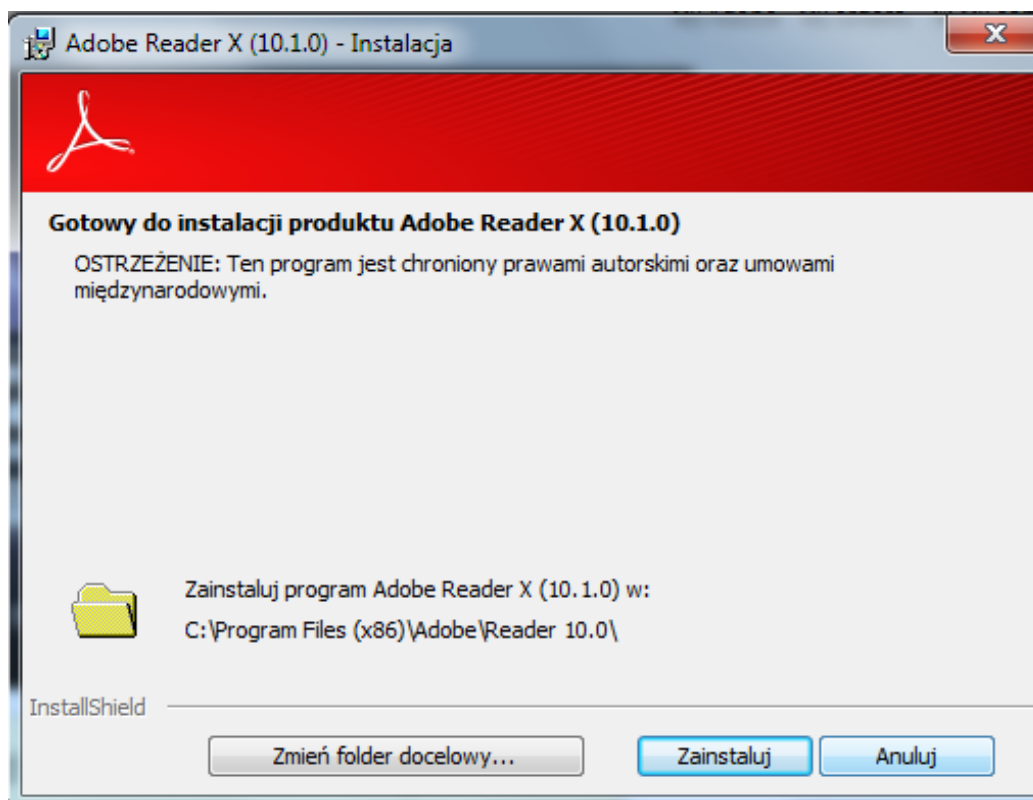 Adobe Reader X (10.1.0) - Instalacja
Gotowy do instalacji produktu Adobe Reader X (10.1.0)
OSTRZEŻENIE: Ten program jest chroniony prawami autorskimi oraz umowami
międzynarodowymi.
Zainstaluj program Adobe Reader X (10.1.0) w:
C:\Program Files (x86)\Adobe\Reader 10.0\
InstallShield
Zmień folder docelowy... Zainstaluj Anuluj